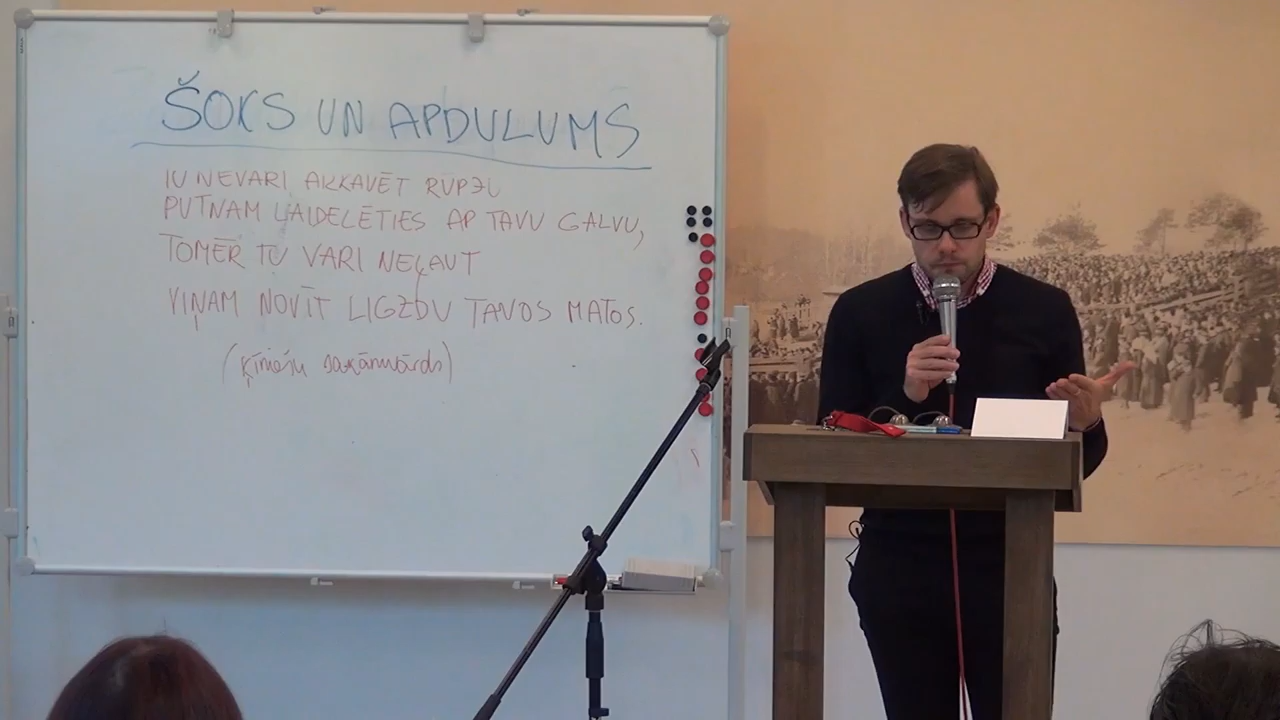 ŠOKS UN APDULUMS
TU NEVARI AIZKAVĒT RŪPJU
PUTNAM LAIDELĒTIES AP TAVU GALVU,
TOMĒR TU VARI NEĻAUT
VIŅAM NOVĪT LIGZDU TAVOS MATOS.
(Ķīniešu sakāmvārds)